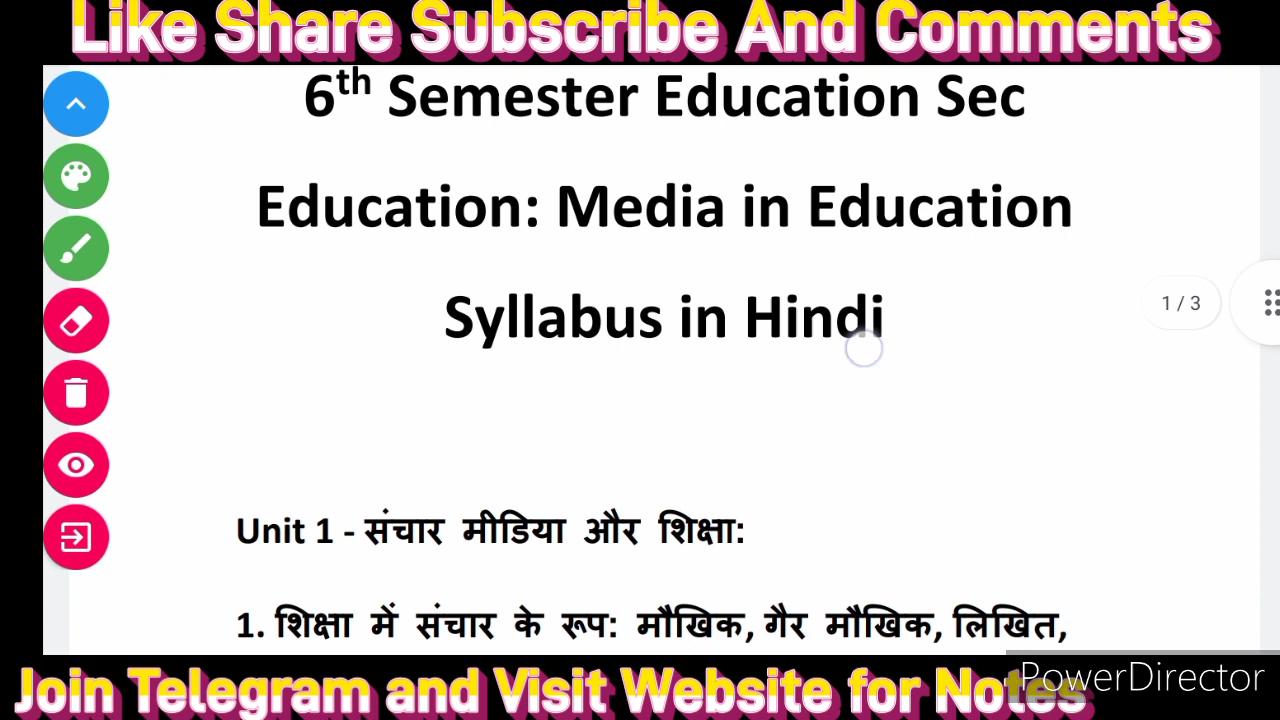 Like Share Subscribe And Comments
6th Semester Education Sec
Education: Media in Education
Syllabus in Hindi
1 / 3
Unit 1 - संचार मीडिया और शिक्षा:
1. शिक्षा में संचार के रूप: मौखिक, गैर मौखिक, लिखित,
PowerDirector
Join Telegram and Visit Website for Notes